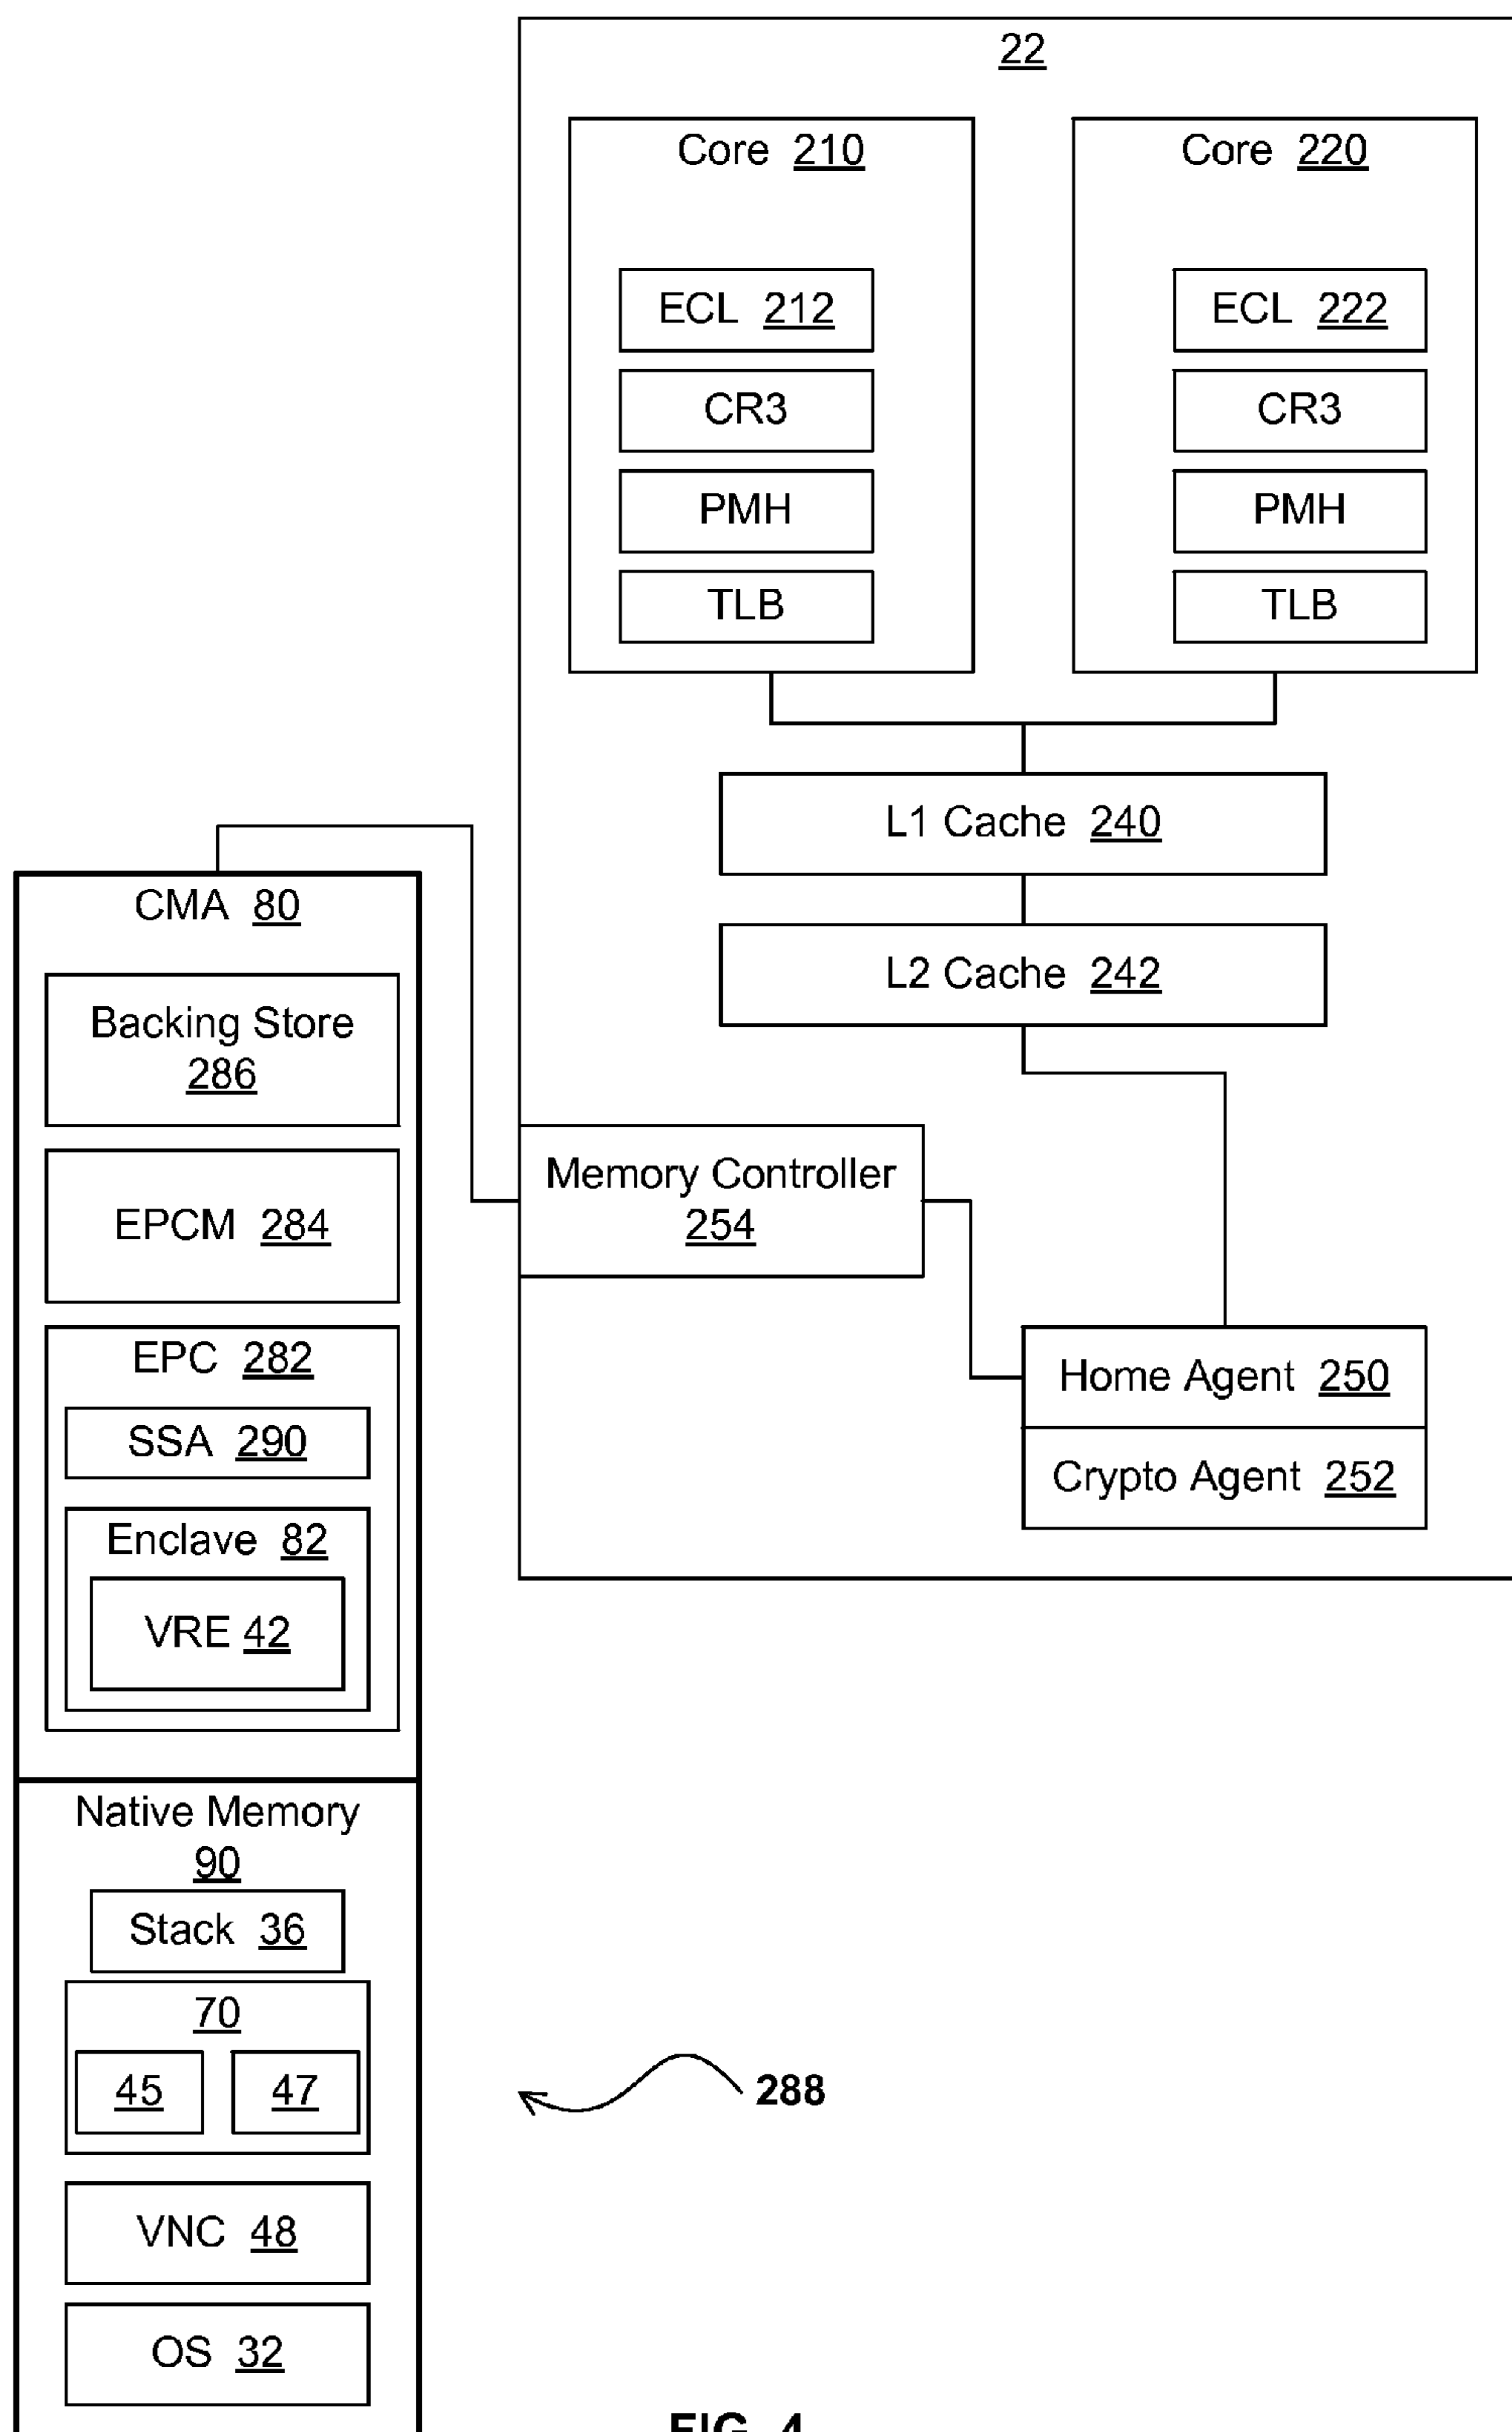 22
Core 210
ECL 212
CR3
PMH
TLB
Core 220
ECL 222
CR3
PMH
TLB
L1 Cache 240
L2 Cache 242
Memory Controller
254
Home Agent 250
Crypto Agent 252
CMA 80
Backing Store
286
EPCM 284
EPC 282
SSA 290
Enclave 82
VRE 42
Native Memory
90
Stack 36
70
45
47
VNC 48
OS 32
288
FIG. 4